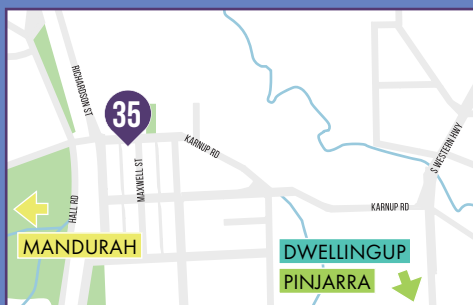 RICHARDSON ST
35
KARNUP RD
S WESTERN HWY
MAXWELL ST
HALL RD
KARNUP RD
MANDURAH
DWELLINGUP
PINJARRA